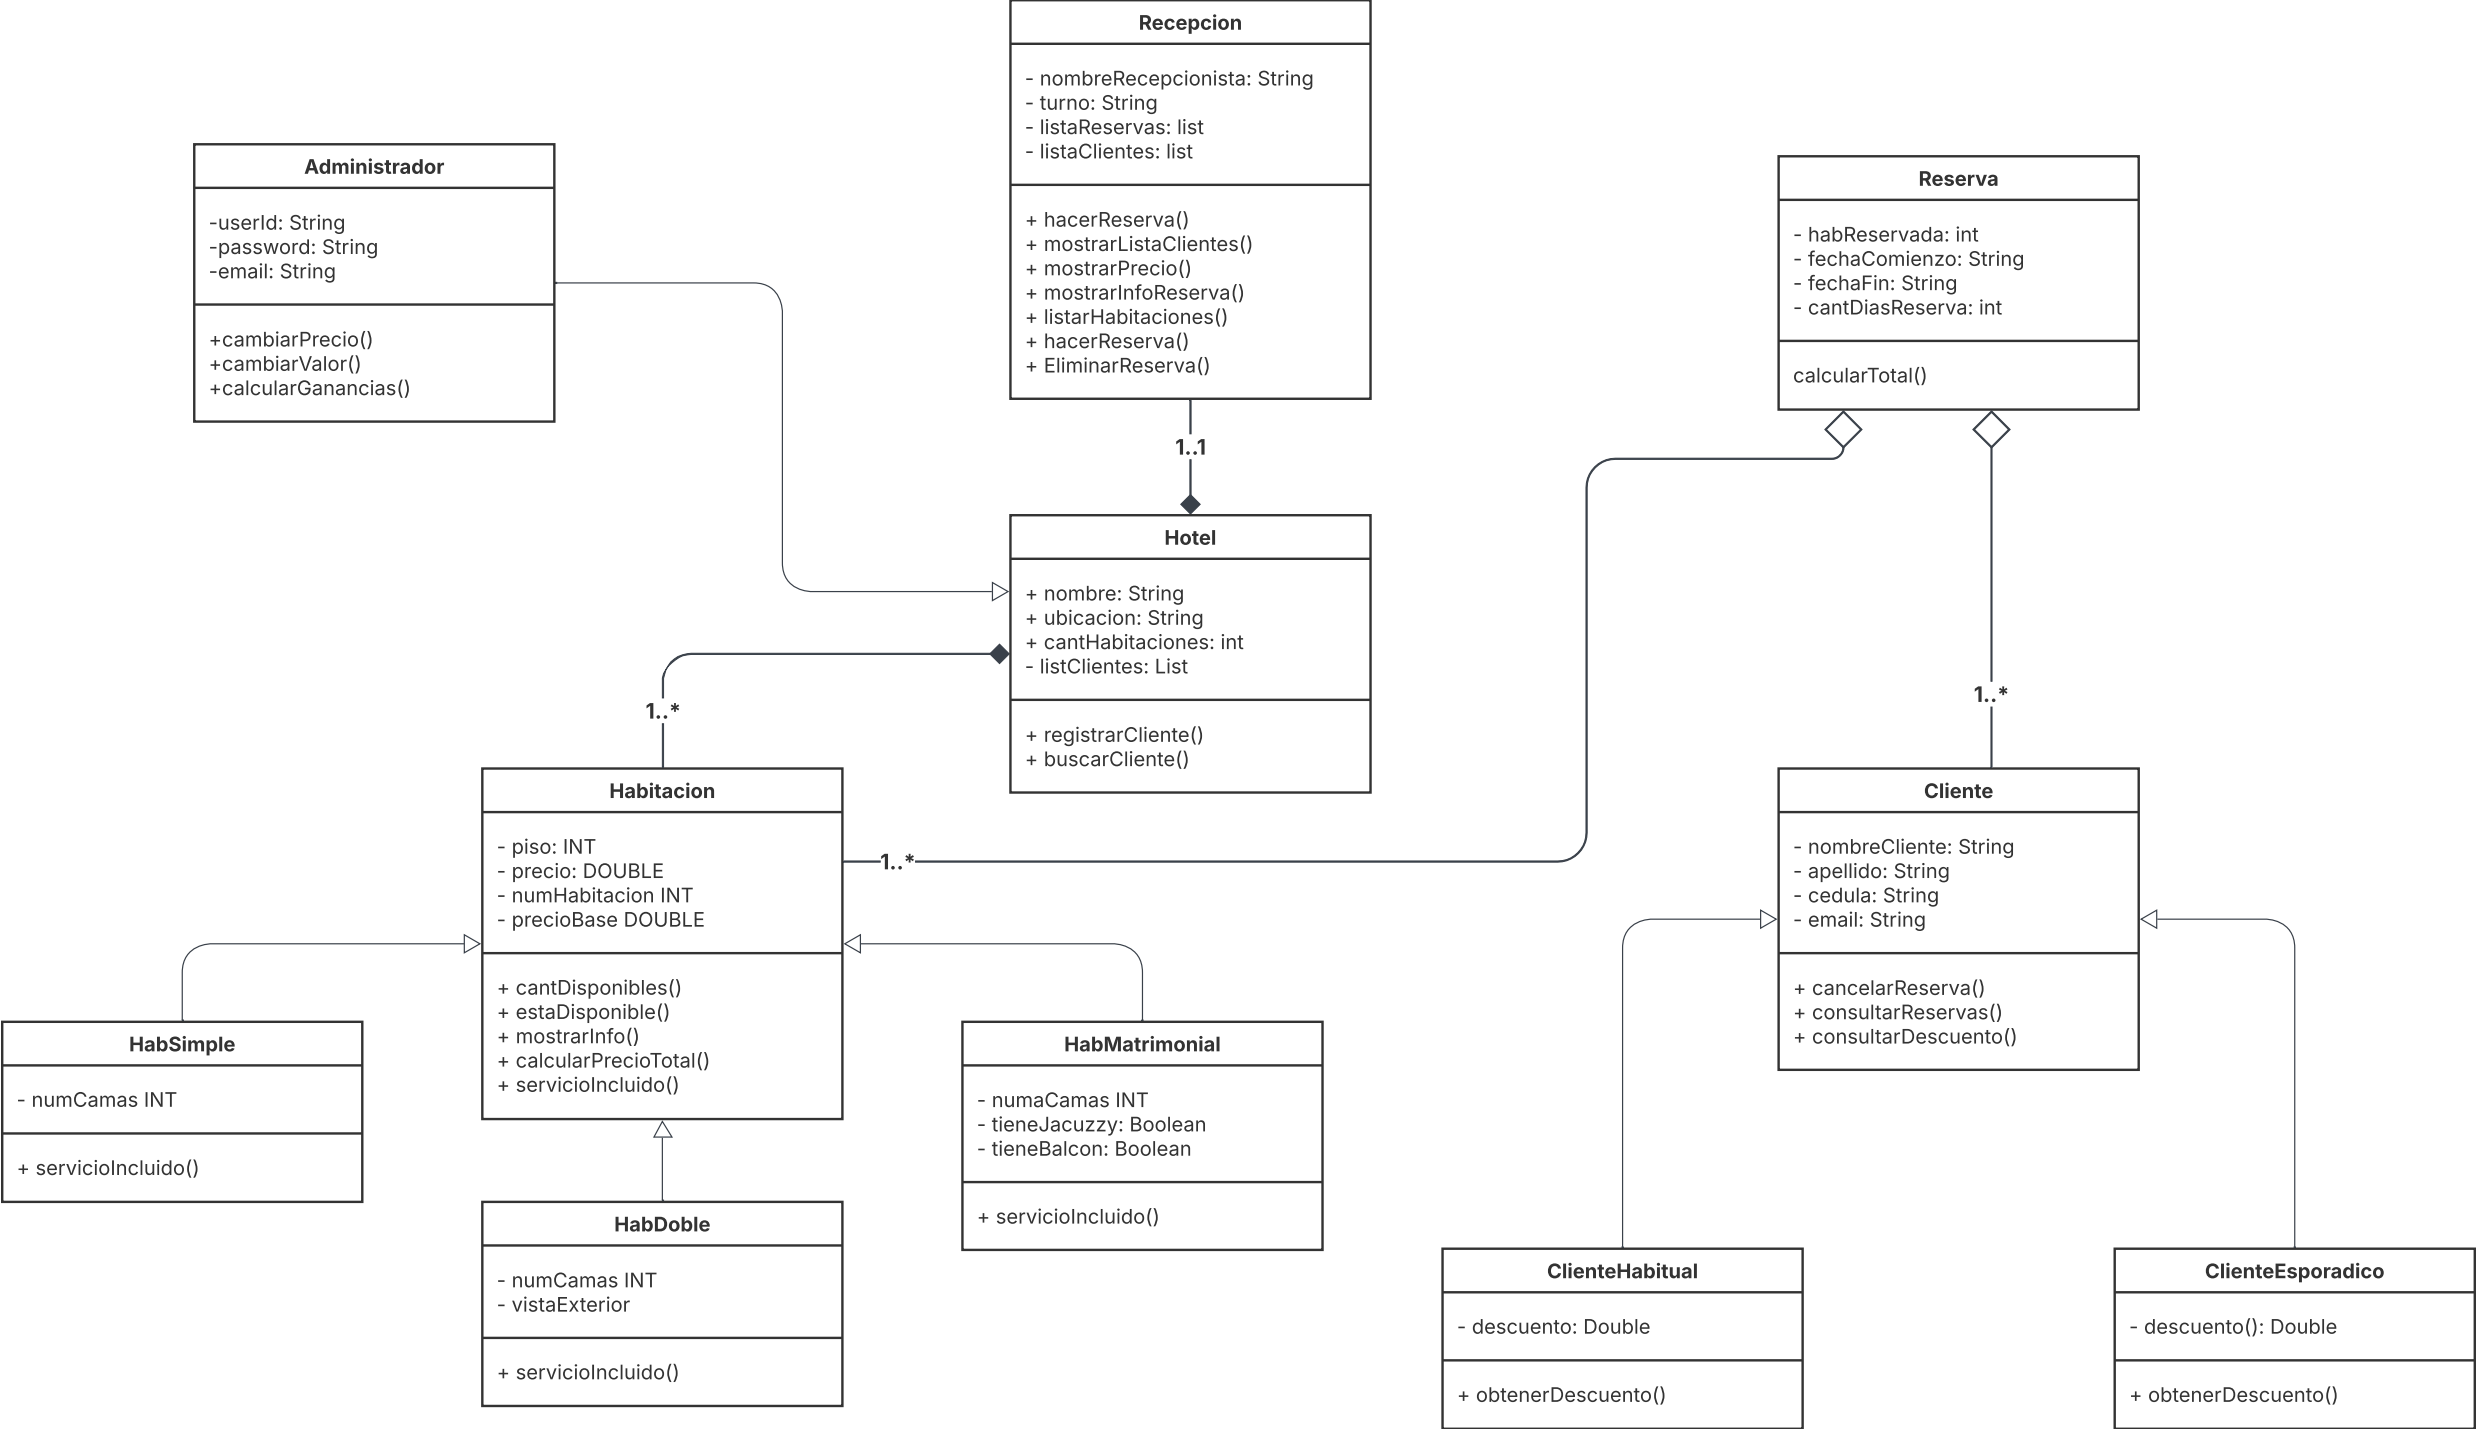 Recepcion
- nombreRecepcionista: String
- turno: String
- listaReservas: list
- listaClientes: list
+ hacerReserva()
+ mostrarListaClientes()
+ mostrarPrecio()
+ mostrarInfoReserva()
+ listarHabitaciones()
+ hacerReserva()
+ EliminarReserva()
Administrador
-userId: String
-password: String
-email: String
+cambiarPrecio()
+cambiarValor()
+calcularGanancias()
Reserva
- habReservada: int
- fechaComienzo: String
- fechaFin: String
- cantDiasReserva: int
calcularTotal()
1..1
Hotel
+ nombre: String
+ ubicacion: String
+ cantHabitaciones: int
- listClientes: List
+ registrarCliente()
+ buscarCliente()
1..*
1..*
Habitacion
- piso: INT
- precio: DOUBLE
- numHabitacion INT
- precioBase DOUBLE
+ cantDisponibles()
+ estaDisponible()
+ mostrarInfo()
+ calcularPrecioTotal()
+ servicioIncluido()
1..*
Cliente
- nombreCliente: String
- apellido: String
- cedula: String
- email: String
+ cancelarReserva()
+ consultarReservas()
+ consultarDescuento()
HabSimple
- numCamas INT
+ servicioIncluido()
HabMatrimonial
- numaCamas INT
- tieneJacuzzy: Boolean
- tieneBalcon: Boolean
+ servicioIncluido()
HabDoble
- numCamas INT
- vistaExterior
+ servicioIncluido()
ClienteHabitual
- descuento: Double
+ obtenerDescuento()
ClienteEsporadico
- descuento(): Double
+ obtenerDescuento()